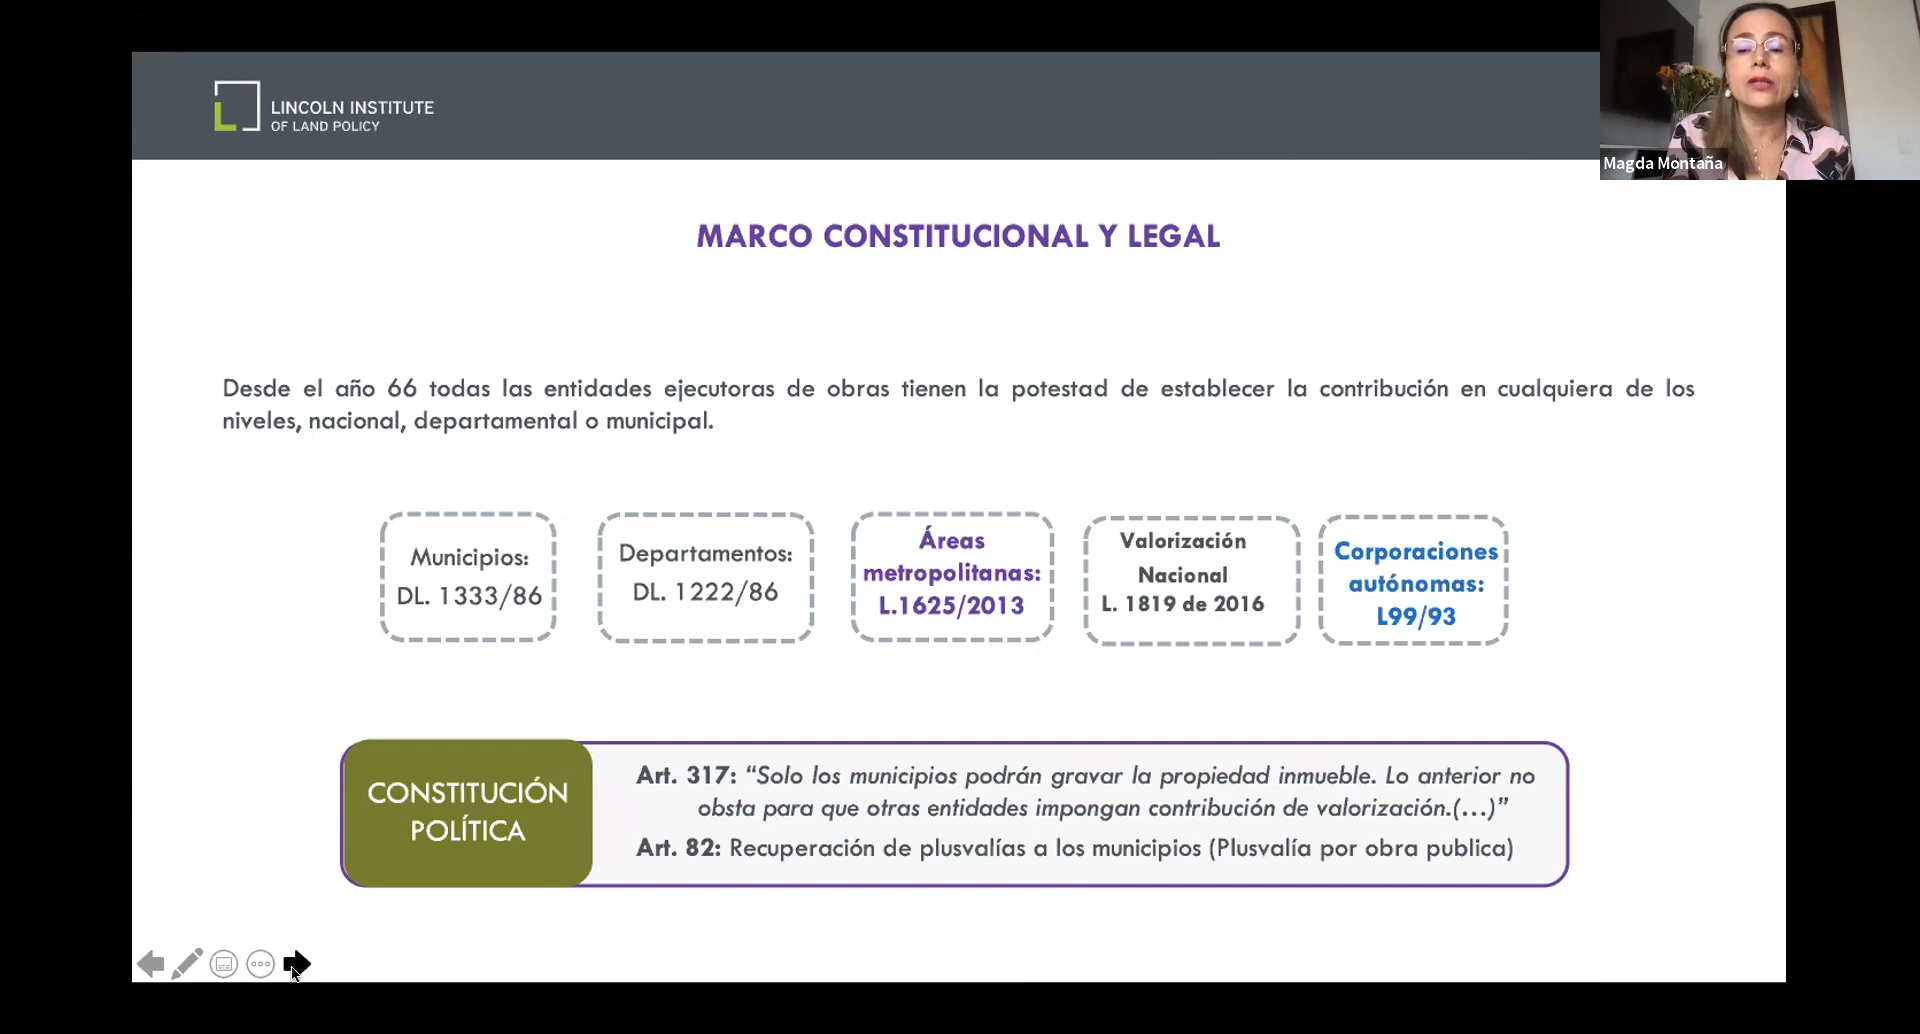 LINCOLN INSTITUTE
OF LAND POLICY
Magda Montaña
MARCO CONSTITUCIONAL Y LEGAL
Desde el año 66 todas las entidades ejecutoras de obras tienen la potestad de establecer la contribución en cualquiera de los
niveles, nacional, departamental o municipal.
Municipios:
DL. 1333/86
Departamentos:
DL. 1222/86
Áreas
metropolitanas:
L.1625/2013
Valorización
Nacional
L. 1819 de 2016
Corporaciones
autónomas:
L99/93
CONSTITUCIÓN
POLÍTICA
Art. 317: “Solo los municipios podrán gravar la propiedad inmueble. Lo anterior no
obsta para que otras entidades impongan contribución de valorización.(…)”
Art. 82: Recuperación de plusvalías a los municipios (Plusvalía por obra publica)